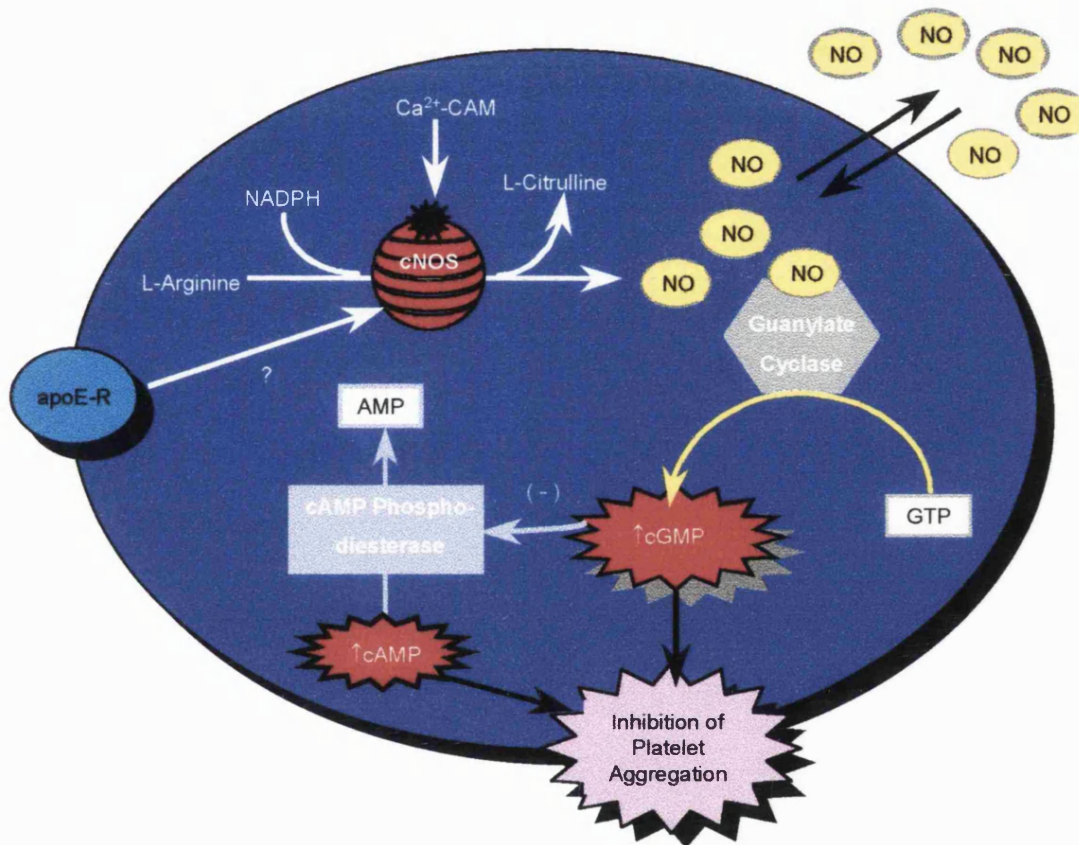 NO
NO
NO
NO
NO
NO
Ca²⁺-CAM
NO
L-Citrulline
NADPH
NO
cNOS
NO
NO
L-Arginine
Guanylate
Cyclase
?
apoE-R
AMP
(-)
cAMP Phospho-
diesterase
GTP
↑cGMP
↑cAMP
Inhibition of
Platelet
Aggregation